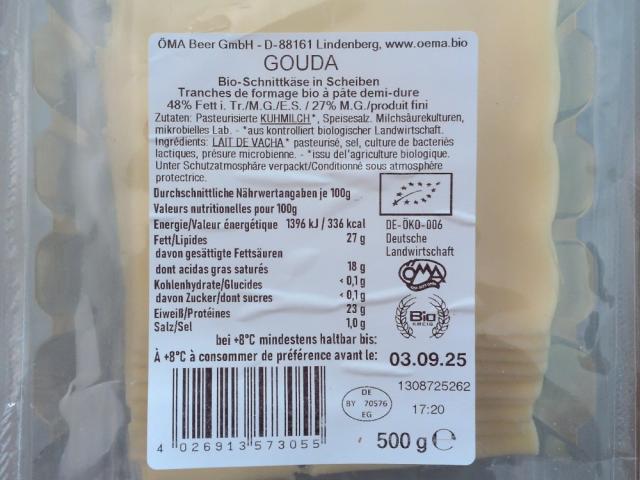 ÖMA Beer GmbH - D-88161 Lindenberg, www.oema.bio
GOUDA
Bio-Schnittkäse in Scheiben
Tranches de formage bio à pâte demi-dure
48% Fett i. Tr./M.G./E.S. / 27% M.G./produit fini
Zutaten: Pasteurisierte KUHMILCH*, Speisesalz. Milchsäurekulturen,
mikrobielles Lab. - *aus kontrolliert biologischer Landwirtschaft.
Ingrédients: LAIT DE VACHA* pasteurisé, sel, culture de bacteriès
lactiques, présure microbienne. - *issu del'agriculture biologique.
Unter Schutzatmosphäre verpackt/Conditionné sous atmosphère
protectrice.
Durchschnittliche Nährwertangaben je 100g
Valeurs nutritionelles pour 100g
Energie/Valeur énergétique 1396 kJ / 336 kcal
Fett/Lipides 27 g
davon gesättigte Fettsäuren
dont acidas gras saturés 18 g
Kohlenhydrate/Glucides < 0,1 g
davon Zucker/dont sucres < 0,1 g
Eiweiß/Protéines 23 g
Salz/Sel 1,0 g
DE-ÖKO-006
Deutsche
Landwirtschaft
ÖMA
Bio
KREIS
bei +8°C mindestens haltbar bis:
À +8°C à consommer de préférence avant le: 03.09.25
1308725262
DE
BY 70576
EG
17:20
4 026913 573055
500 g e